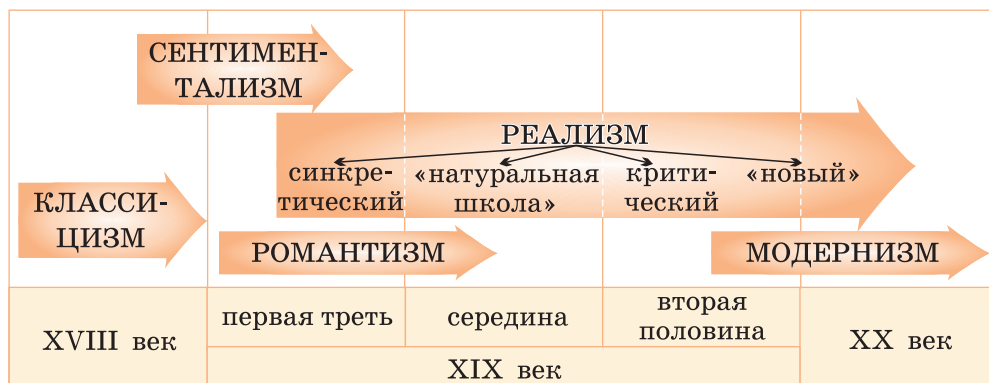 СЕНТИМЕН-
ТАЛИЗМ
РЕАЛИЗМ
синкре-
тический
«натуральная
школа»
крити-
ческий
«новый»
КЛАССИ-
ЦИЗМ
РОМАНТИЗМ
МОДЕРНИЗМ
XVIII век
первая треть
середина
вторая
половина
XIX век
XX век